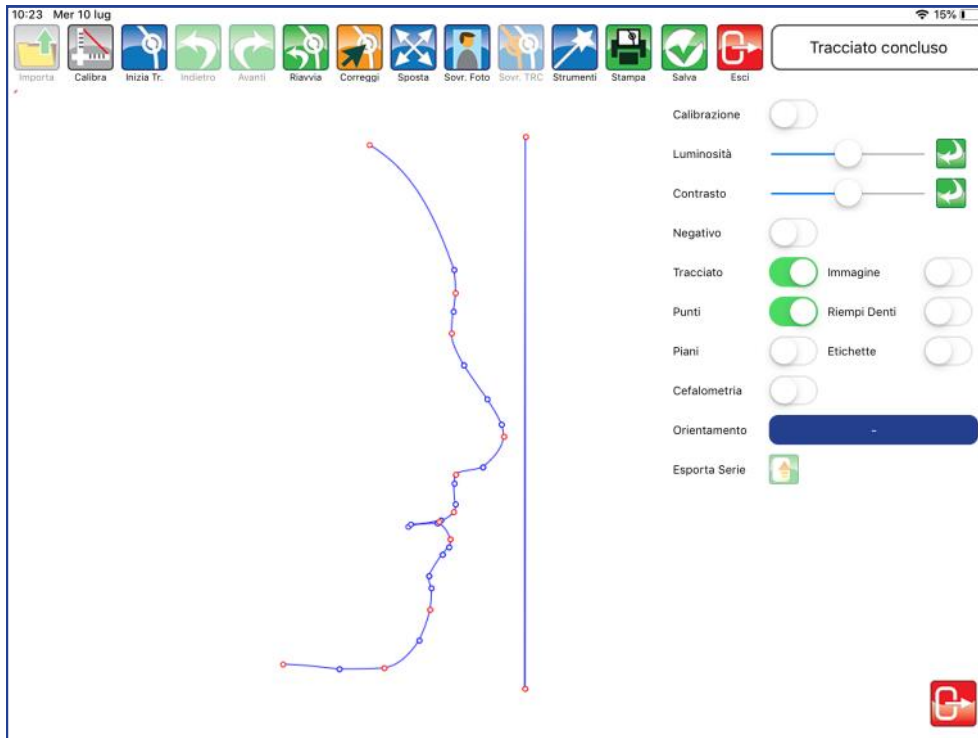 10:23 Mer 10 lug 15%
Importa Calibra Inizia Tr. Indietro Avanti Riavvia Correggi Sposta Sovr. Foto Sovr. TRC Strumenti Stampa Salva Esci
Tracciato concluso
Calibrazione
Luminosità
Contrasto
Negativo
Tracciato Immagine
Punti Riempi Denti
Piani Etichette
Cefalometria
Orientamento -
Esporta Serie